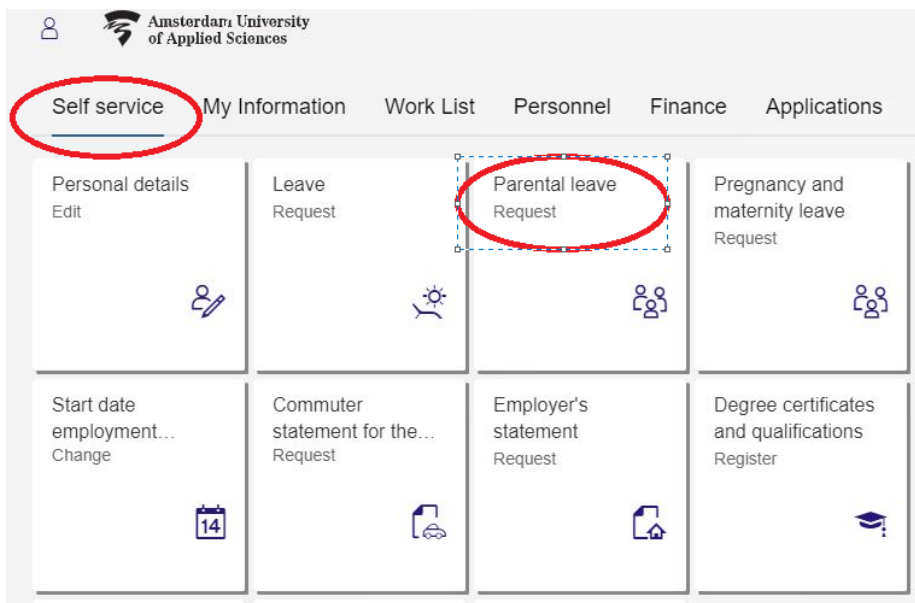 Amsterdam University
of Applied Sciences
Self service My Information Work List Personnel Finance Applications
Personal details
Edit
Leave
Request
Parental leave
Request
Pregnancy and
maternity leave
Request
Start date
employment...
Change
14
Commuter
statement for the...
Request
Employer's
statement
Request
Degree certificates
and qualifications
Register